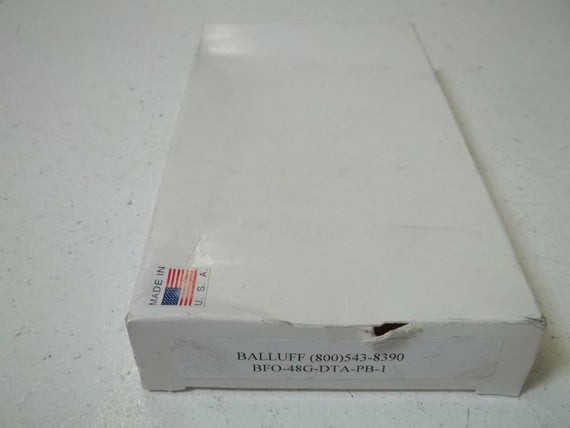 MADE IN
U. S. A.
BALLUFF (800)543-8390
BFO-48G-DTA-PB-1